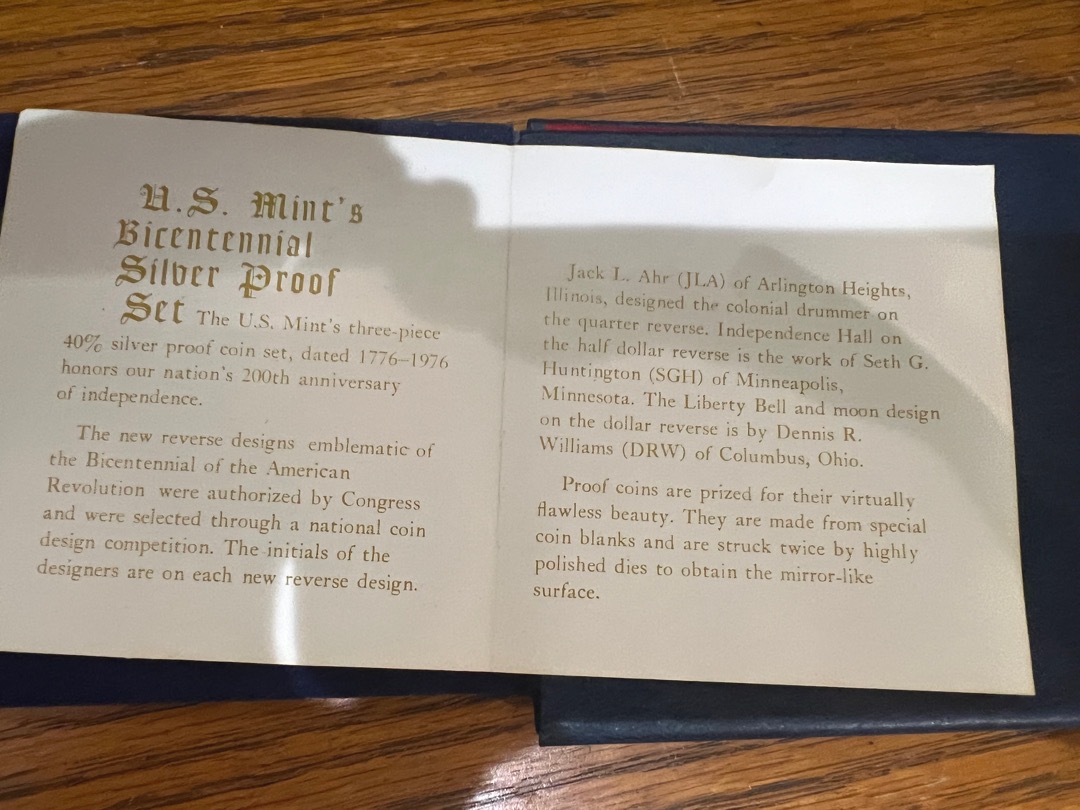 U.S. Mint's
Bicentennial
Silver Proof
Set The U.S. Mint's three-piece
40% silver proof coin set, dated 1776–1976
honors our nation's 200th anniversary
of independence.
The new reverse designs emblematic of
the Bicentennial of the American
Revolution were authorized by Congress
and were selected through a national coin
design competition. The initials of the
designers are on each new reverse design.
Jack L. Ahr (JLA) of Arlington Heights,
Illinois, designed the colonial drummer on
the quarter reverse. Independence Hall on
the half dollar reverse is the work of Seth G.
Huntington (SGH) of Minneapolis,
Minnesota. The Liberty Bell and moon design
on the dollar reverse is by Dennis R.
Williams (DRW) of Columbus, Ohio.
Proof coins are prized for their virtually
flawless beauty. They are made from special
coin blanks and are struck twice by highly
polished dies to obtain the mirror-like
surface.